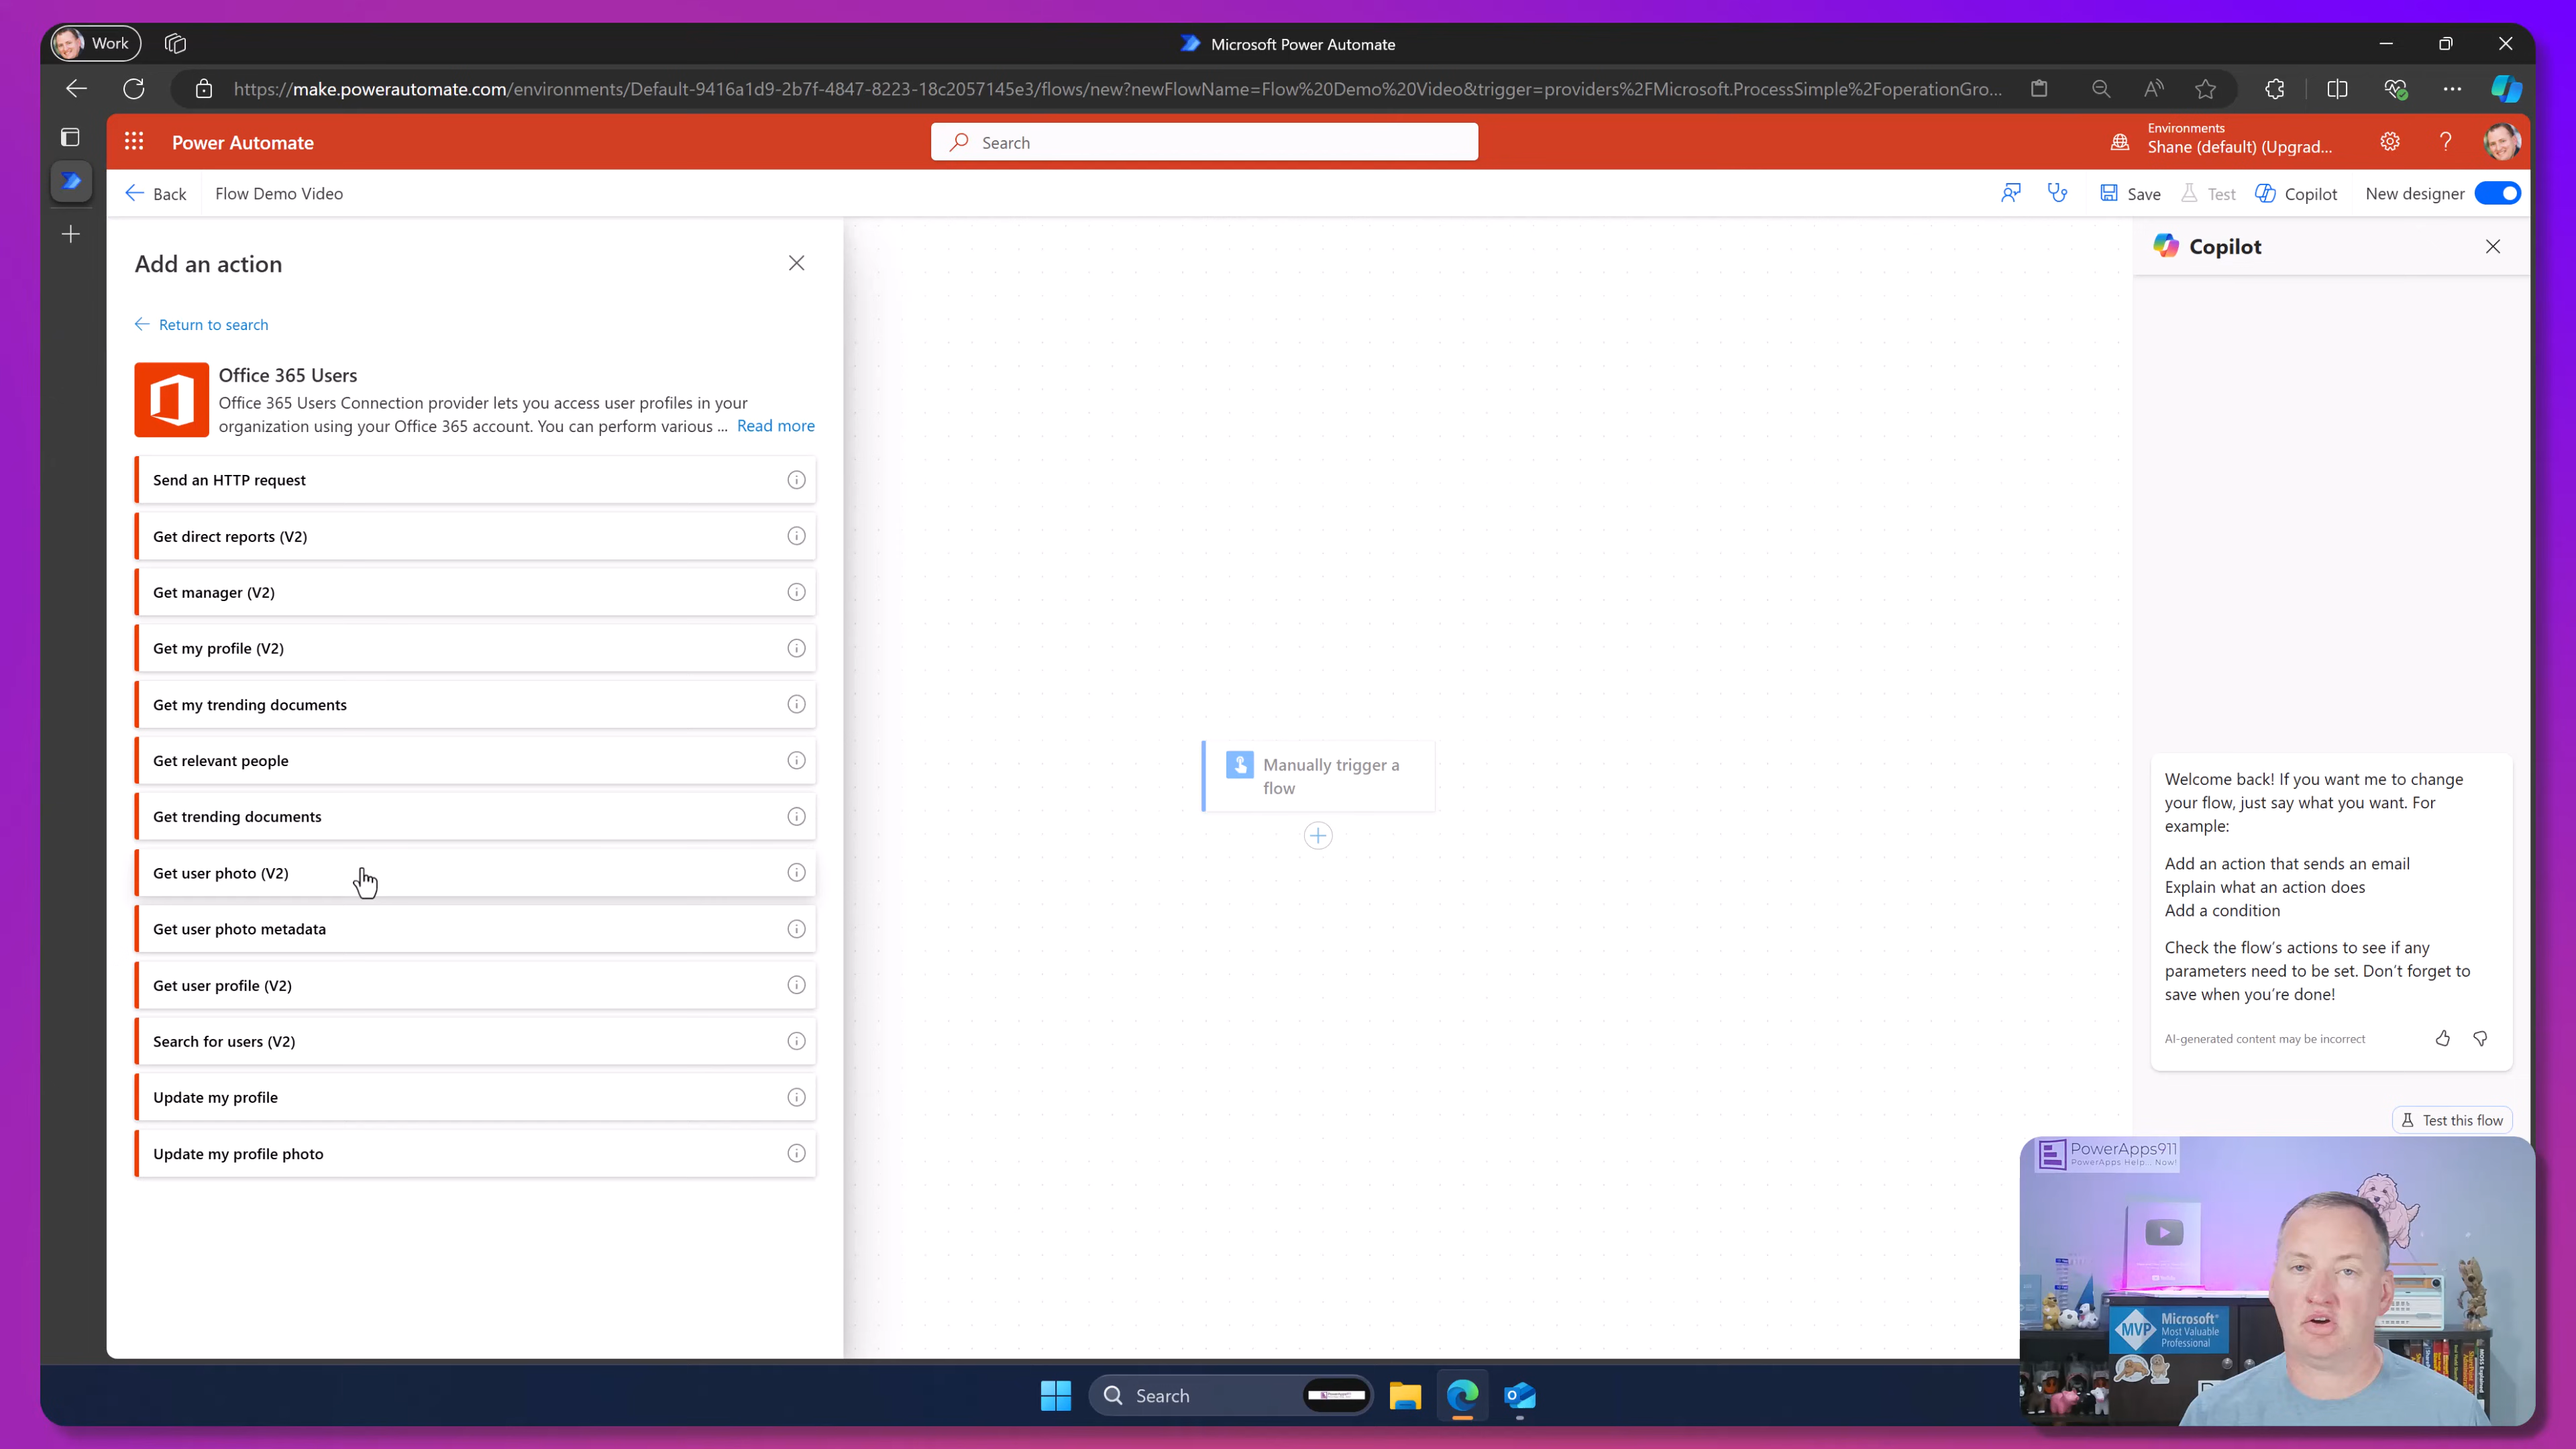 Work
Microsoft Power Automate
https://make.powerautomate.com/environments/Default-9416a1d9-2b7f-4847-8223-18c2057145e3/flows/new?newFlowName=Flow%20Demo%20Video&trigger=providers%2FMicrosoft.ProcessSimple%2FoperationGro...
Power Automate
Search
Environments
Shane (default) (Upgrad...
Back
Flow Demo Video
Save
Test
Copilot
New designer
Add an action
Return to search
Office 365 Users
Office 365 Users Connection provider lets you access user profiles in your
organization using your Office 365 account. You can perform various ... Read more
Send an HTTP request
Get direct reports (V2)
Get manager (V2)
Get my profile (V2)
Get my trending documents
Get relevant people
Get trending documents
Get user photo (V2)
Get user photo metadata
Get user profile (V2)
Search for users (V2)
Update my profile
Update my profile photo
Manually trigger a
flow
Copilot
Welcome back! If you want me to change
your flow, just say what you want. For
example:
Add an action that sends an email
Explain what an action does
Add a condition
Check the flow's actions to see if any
parameters need to be set. Don't forget to
save when you're done!
AI-generated content may be incorrect
Test this flow
PowerApps911
PowerApps Help... Now!
MVP
Microsoft®
Most Valuable
Professional
Search